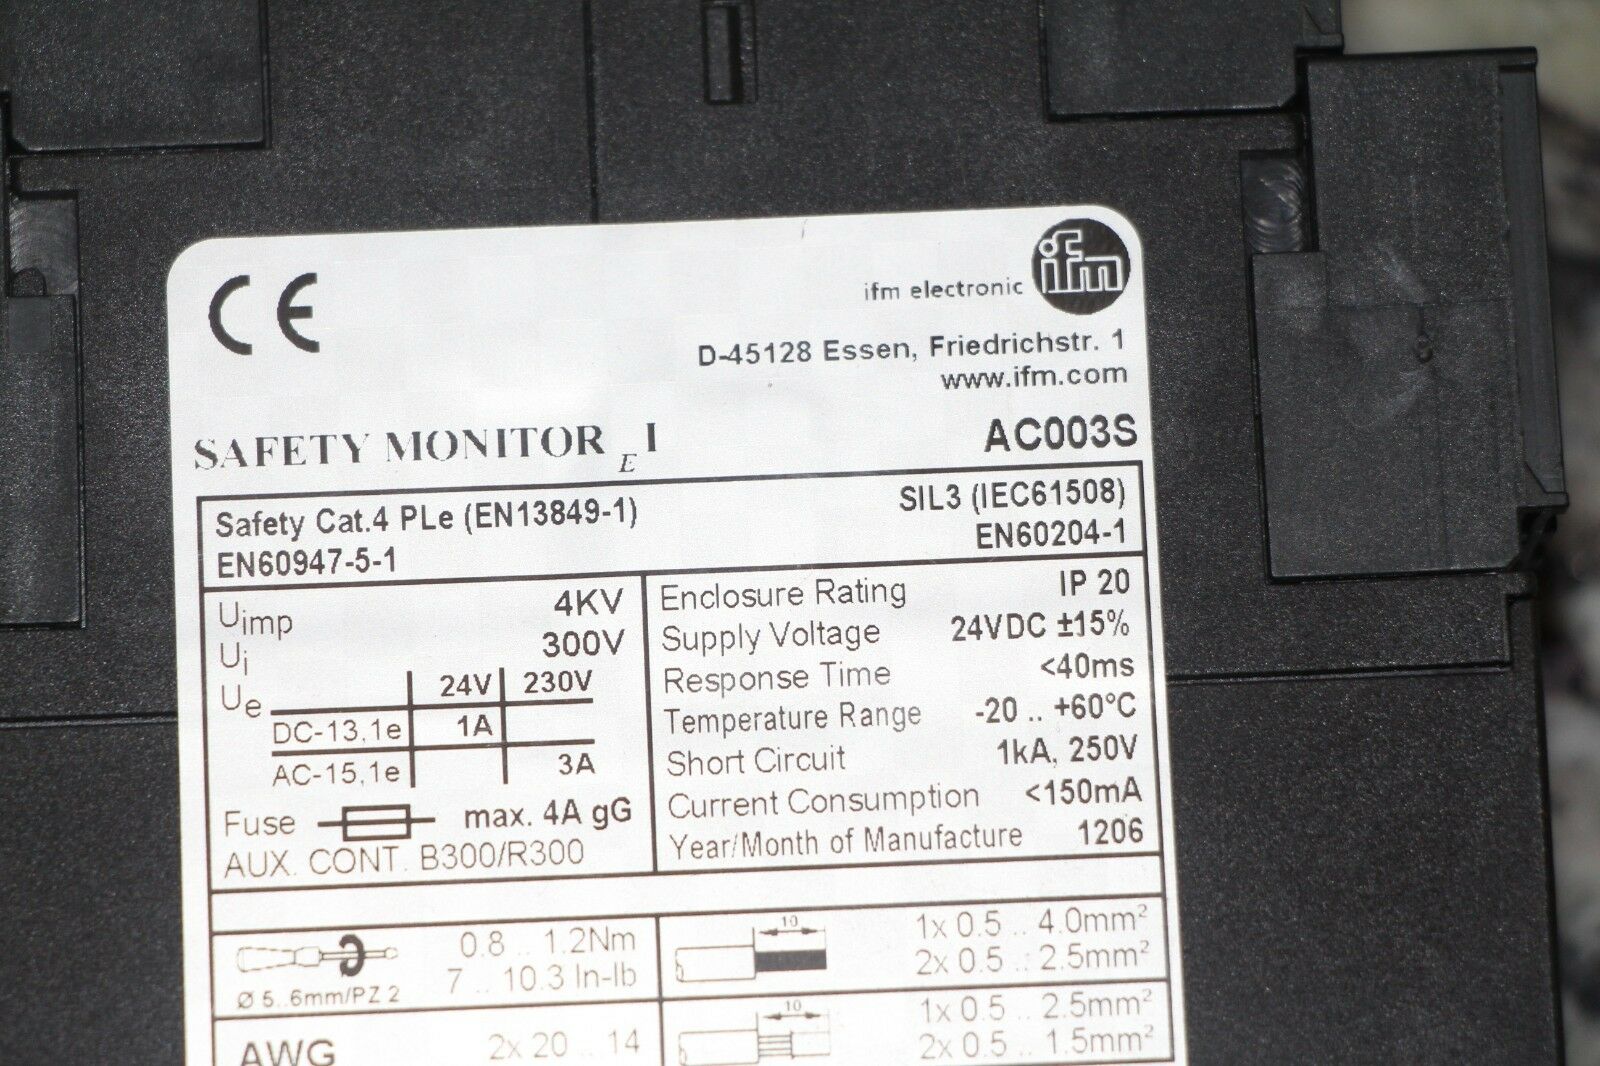 CE
ifm electronic
ifm
D-45128 Essen, Friedrichstr. 1
www.ifm.com
SAFETY MONITOR E I
AC003S
Safety Cat.4 PLe (EN13849-1)
SIL3 (IEC61508)
EN60947-5-1
EN60204-1
Uimp 4KV
Ui 300V
Ue 24V 230V
DC-13,1e 1A
AC-15,1e 3A
Fuse max. 4A gG
AUX. CONT. B300/R300
Enclosure Rating IP 20
Supply Voltage 24VDC ±15%
Response Time <40ms
Temperature Range -20 .. +60°C
Short Circuit 1kA, 250V
Current Consumption <150mA
Year/Month of Manufacture 1206
0.8 .. 1.2Nm
7 .. 10.3 In-lb
Ø 5..6mm/PZ 2
10
1x 0.5 .. 4.0mm²
2x 0.5 .. 2.5mm²
AWG 2x 20 .. 14
10
1x 0.5 .. 2.5mm²
2x 0.5 .. 1.5mm²